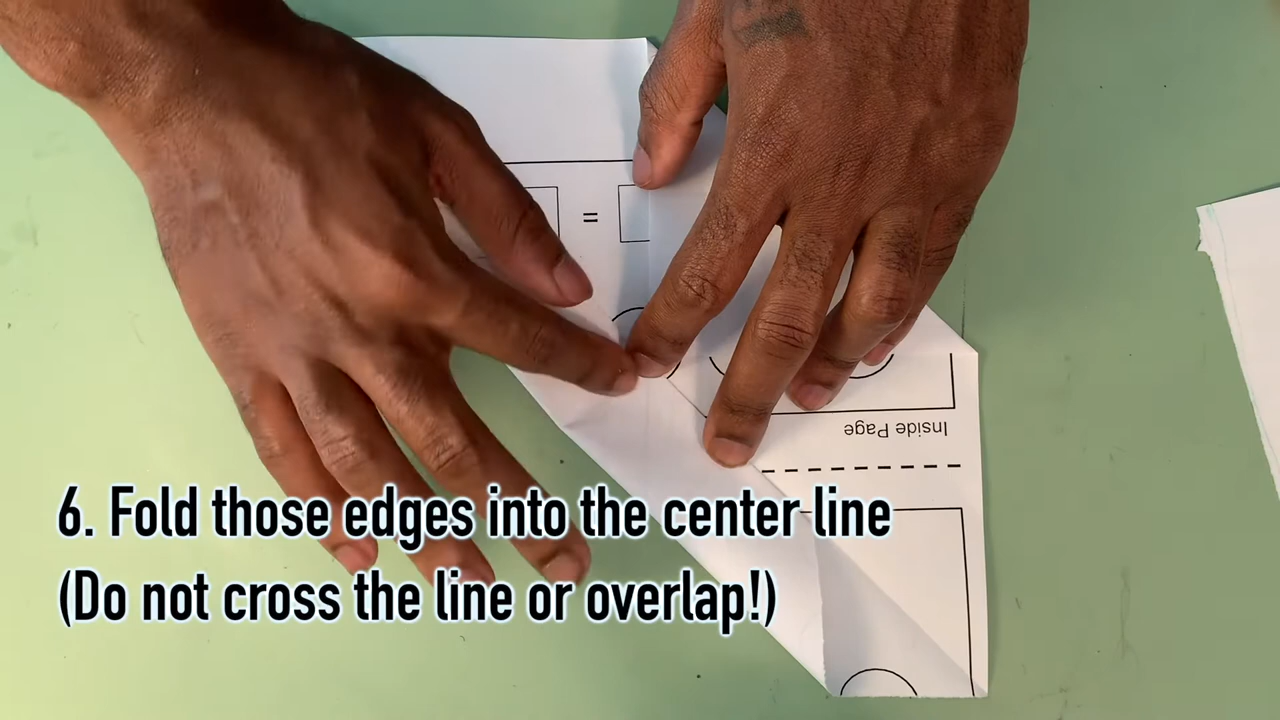 =
Inside Page
6. Fold those edges into the center line
(Do not cross the line or overlap!)